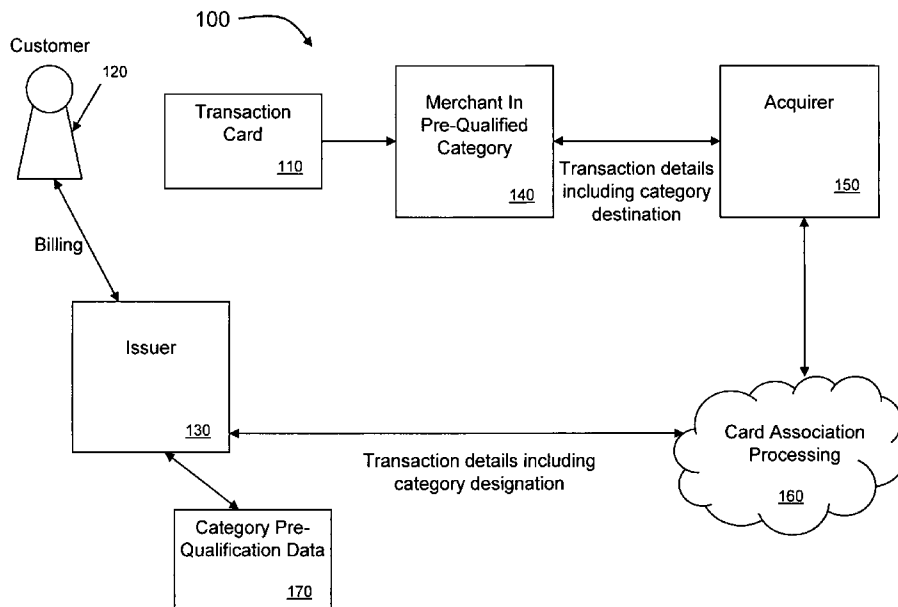 100
Customer
120
Transaction
Card
110
Merchant In
Pre-Qualified
Category
140
Transaction details
including category
destination
Acquirer
150
Billing
Issuer
130
Transaction details including
category designation
Card Association
Processing
160
Category Pre-
Qualification Data
170